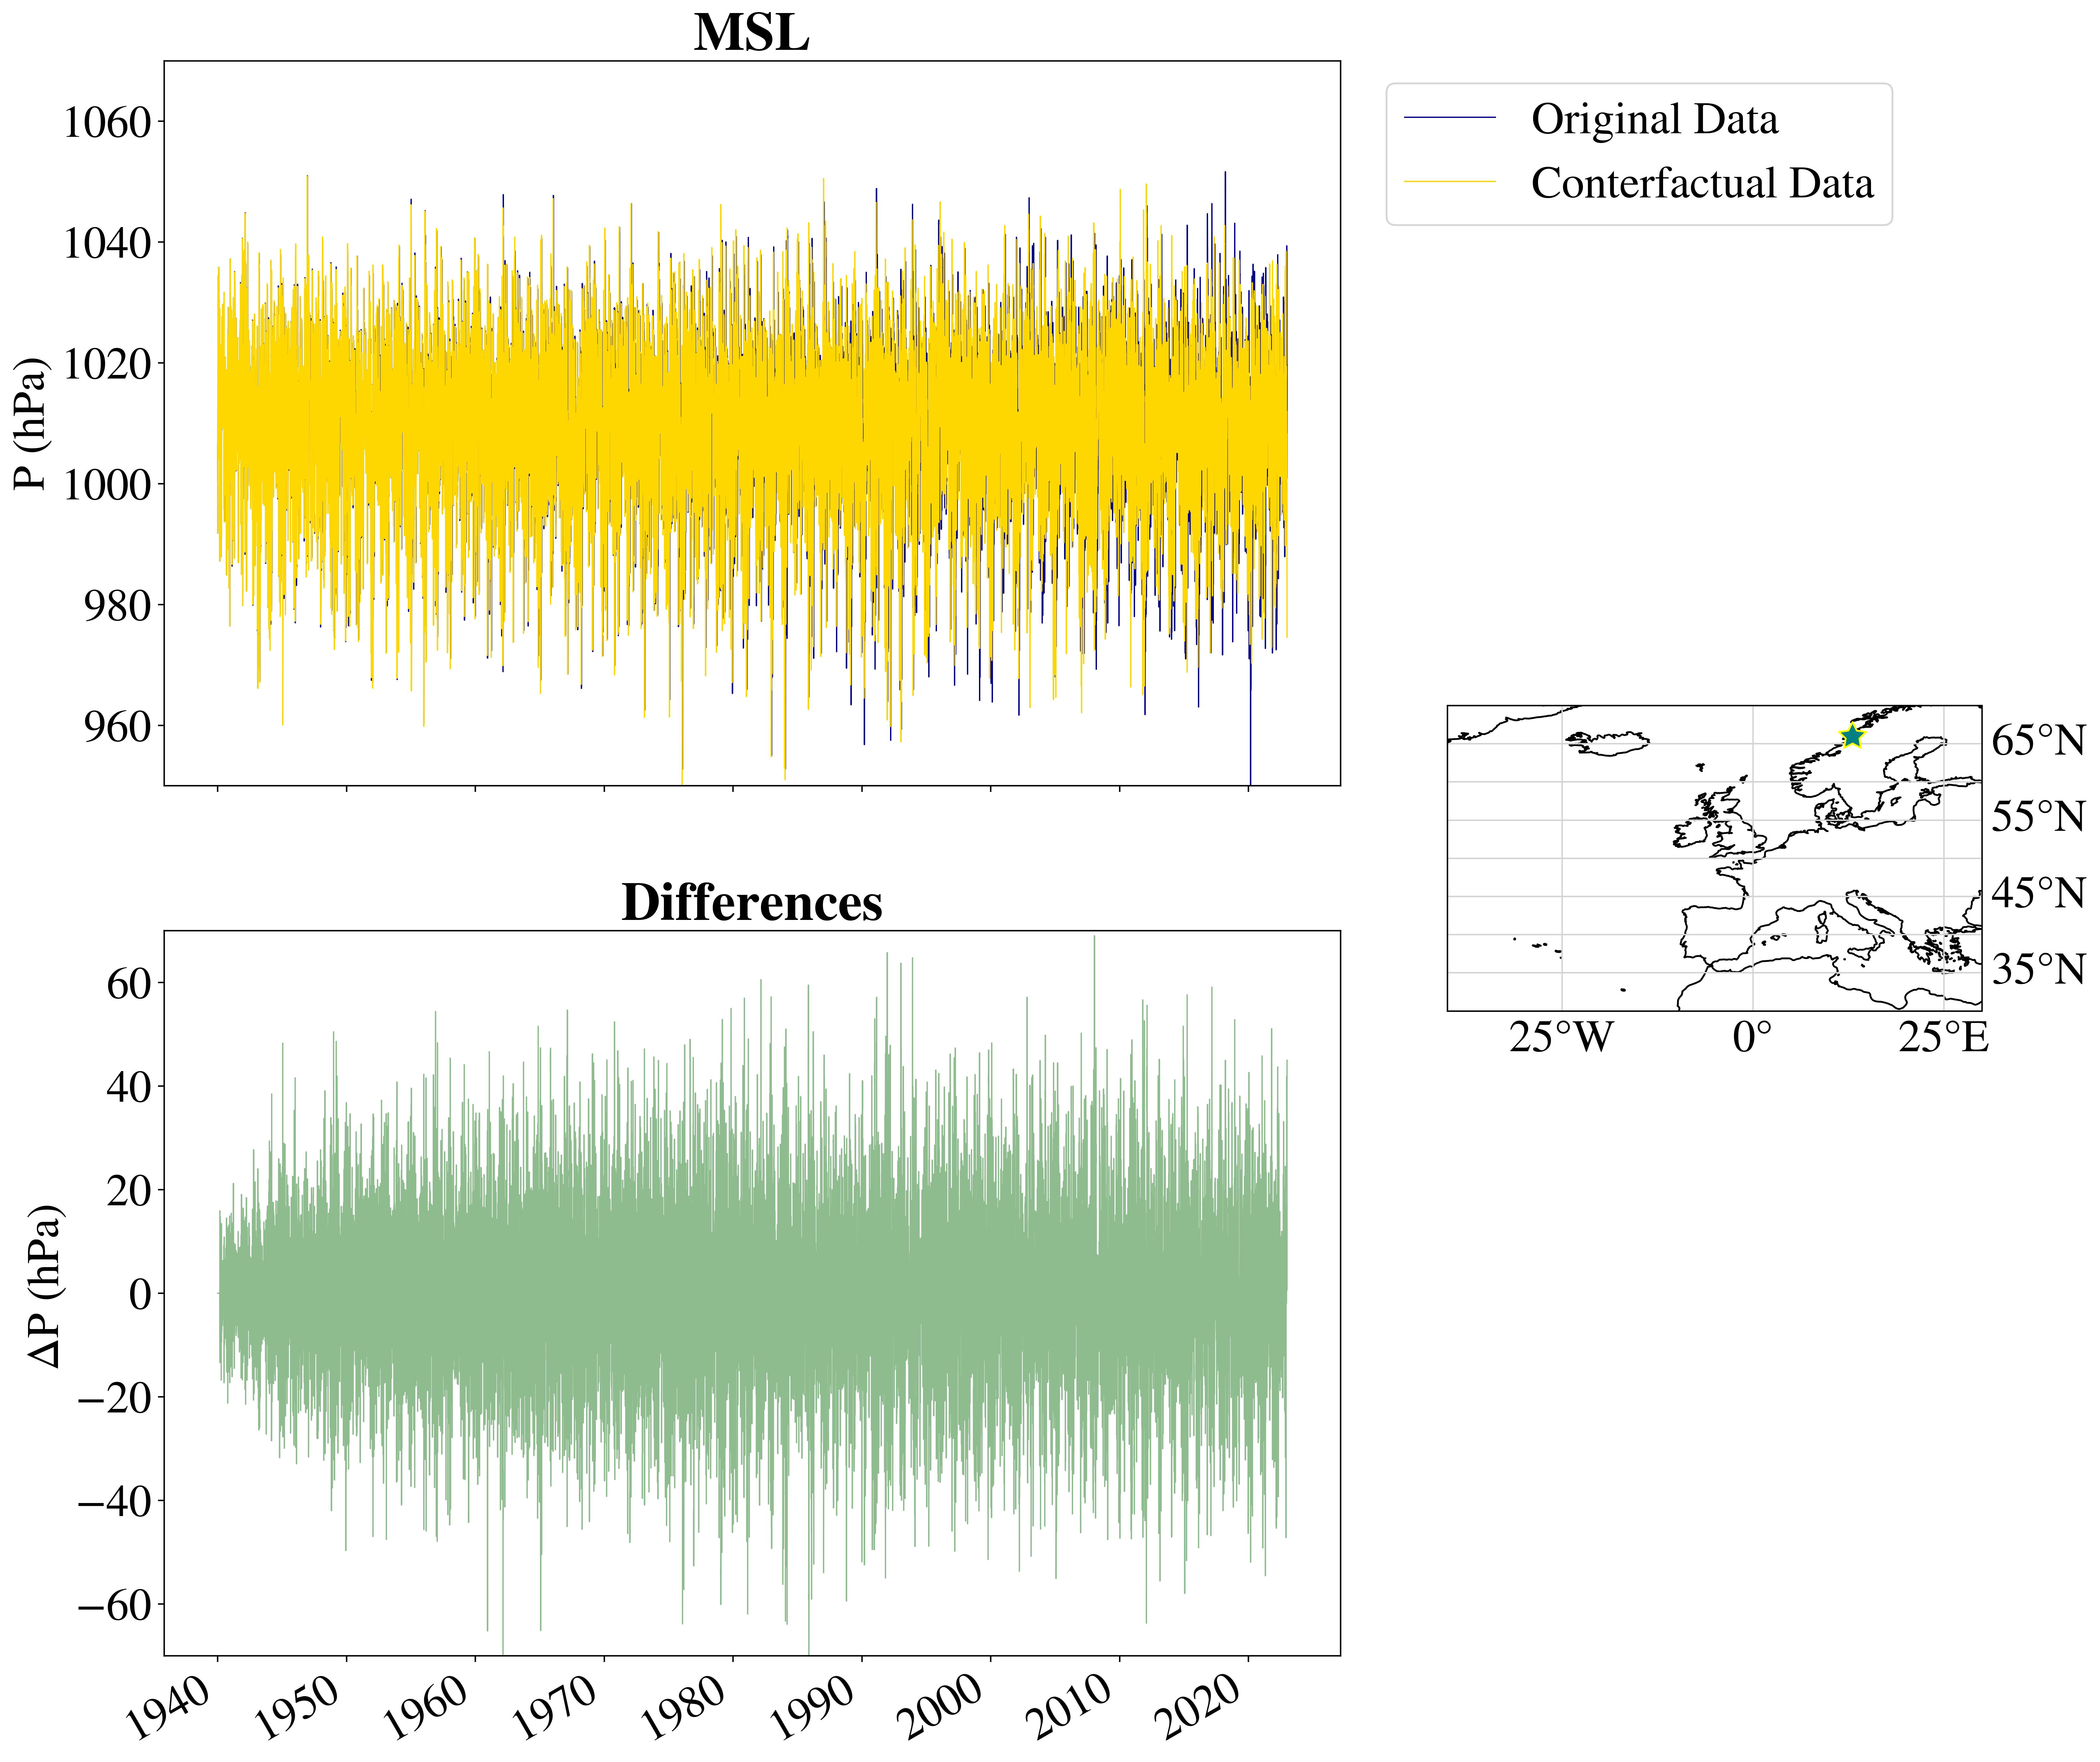 MSL
P (hPa)
1060
1040
1020
1000
980
960
Original Data
Conterfactual Data
65°N
55°N
45°N
35°N
25°W 0° 25°E
Differences
ΔP (hPa)
60
40
20
0
−20
−40
−60
1940 1950 1960 1970 1980 1990 2000 2010 2020